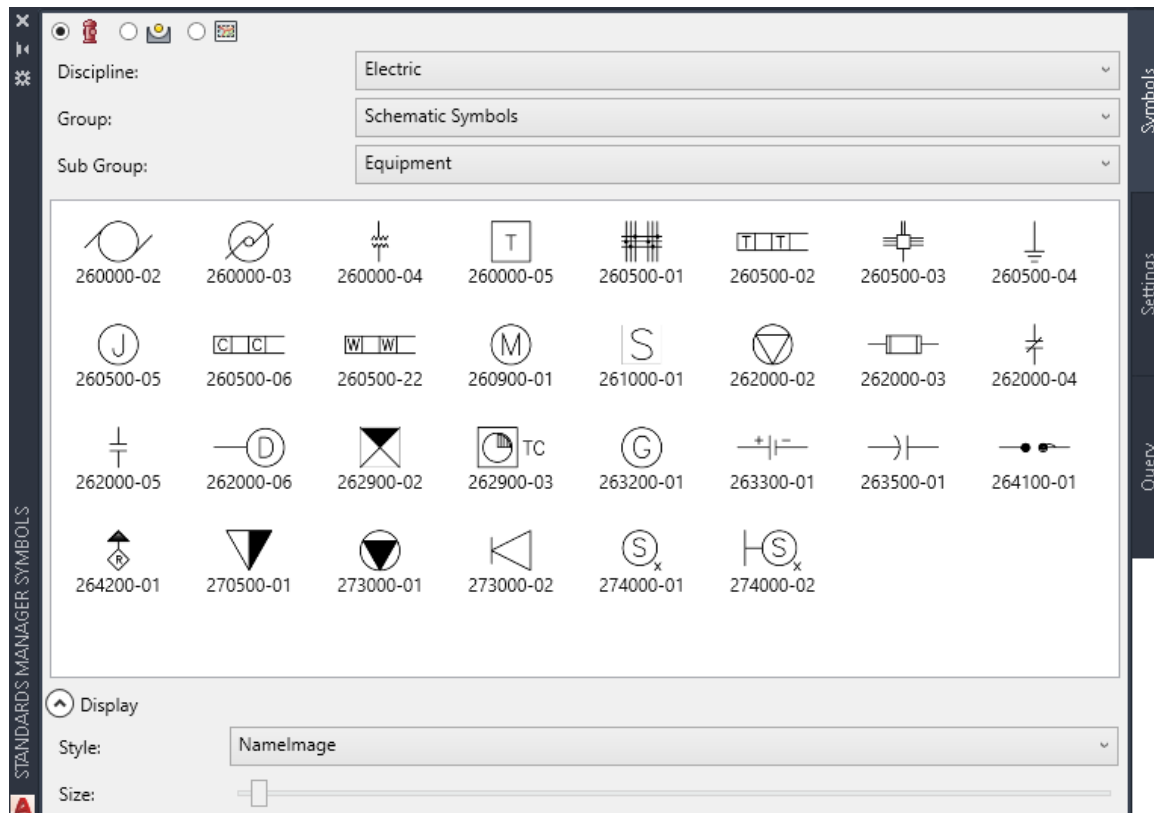 Discipline:
Electric
Group:
Schematic Symbols
Sub Group:
Equipment
T
T T
260000-02 260000-03 260000-04 260000-05 260500-01 260500-02 260500-03 260500-04
J C C W W M S
260500-05 260500-06 260500-22 260900-01 261000-01 262000-02 262000-03 262000-04
D TC G + -
262000-05 262000-06 262900-02 262900-03 263200-01 263300-01 263500-01 264100-01
R S x S x
264200-01 270500-01 273000-01 273000-02 274000-01 274000-02
Display
Style:
NameImage
Size:
STANDARDS MANAGER SYMBOLS
Symbols
Settings
Query